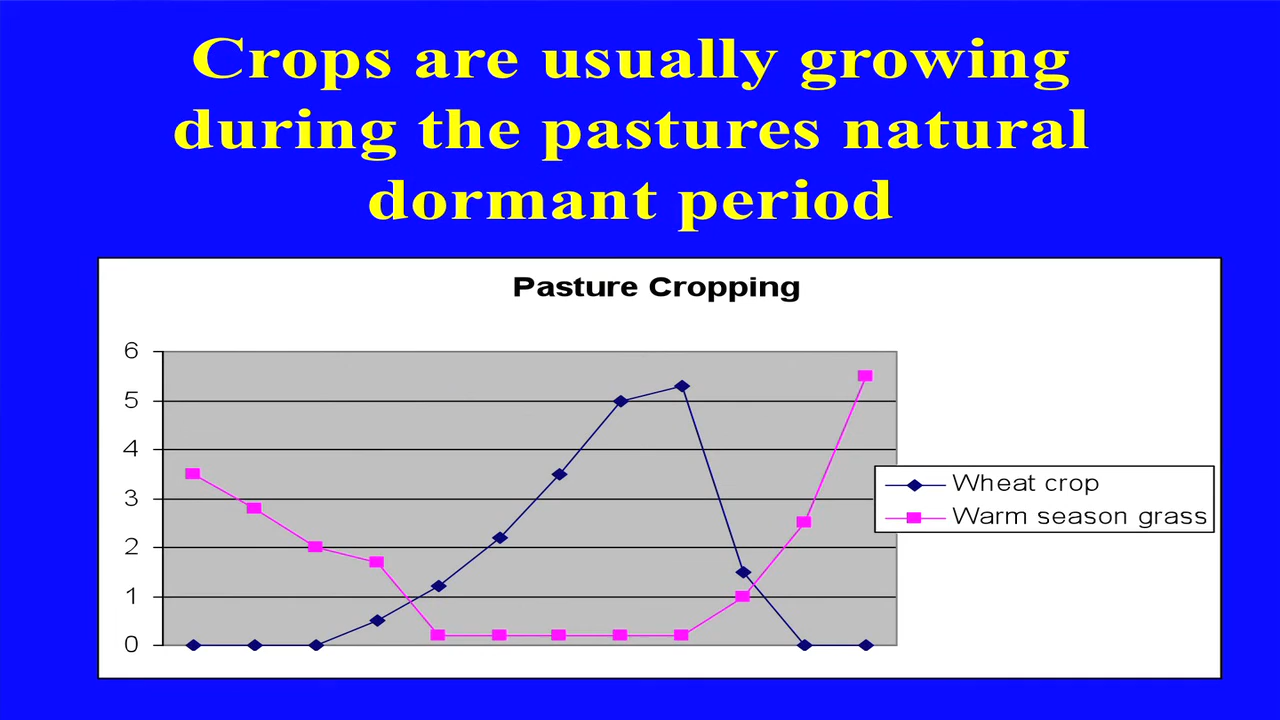 Crops are usually growing
during the pastures natural
dormant period
Pasture Cropping
6
5
4
3
2
1
0
Wheat crop
Warm season grass